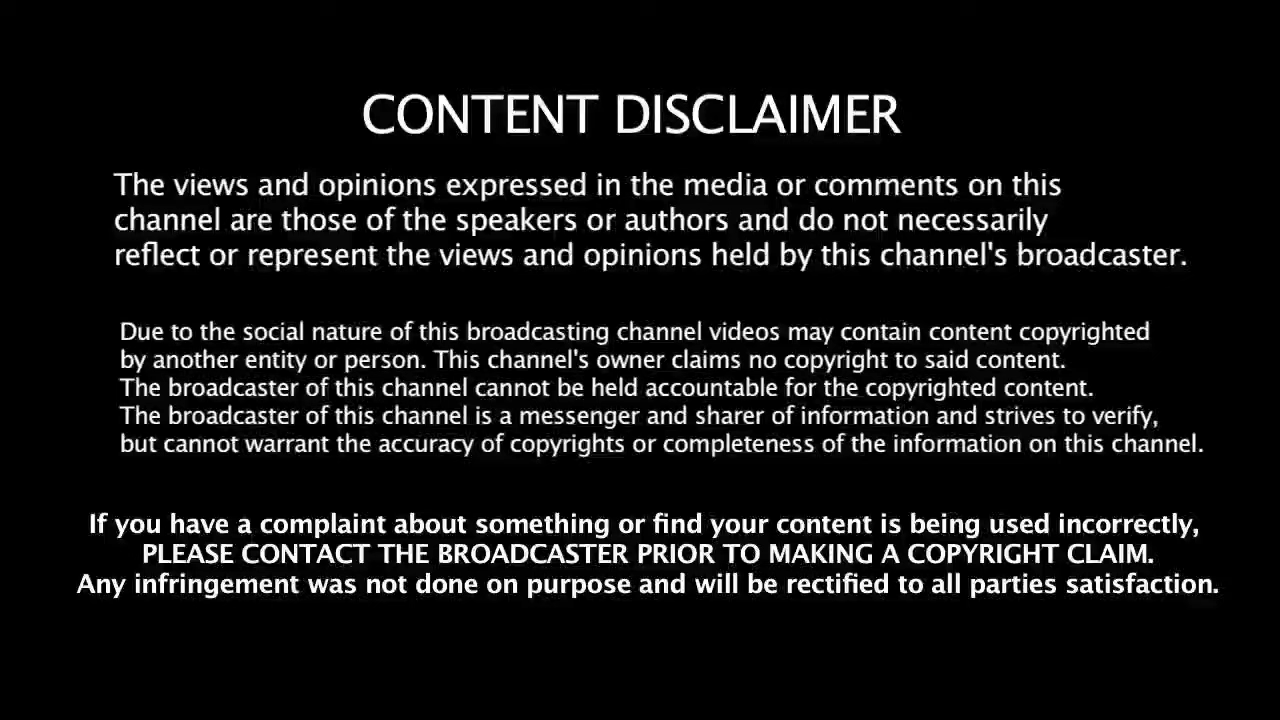 CONTENT DISCLAIMER
The views and opinions expressed in the media or comments on this
channel are those of the speakers or authors and do not necessarily
reflect or represent the views and opinions held by this channel's broadcaster.
Due to the social nature of this broadcasting channel videos may contain content copyrighted
by another entity or person. This channel's owner claims no copyright to said content.
The broadcaster of this channel cannot be held accountable for the copyrighted content.
The broadcaster of this channel is a messenger and sharer of information and strives to verify,
but cannot warrant the accuracy of copyrights or completeness of the information on this channel.
If you have a complaint about something or find your content is being used incorrectly,
PLEASE CONTACT THE BROADCASTER PRIOR TO MAKING A COPYRIGHT CLAIM.
Any infringement was not done on purpose and will be rectified to all parties satisfaction.